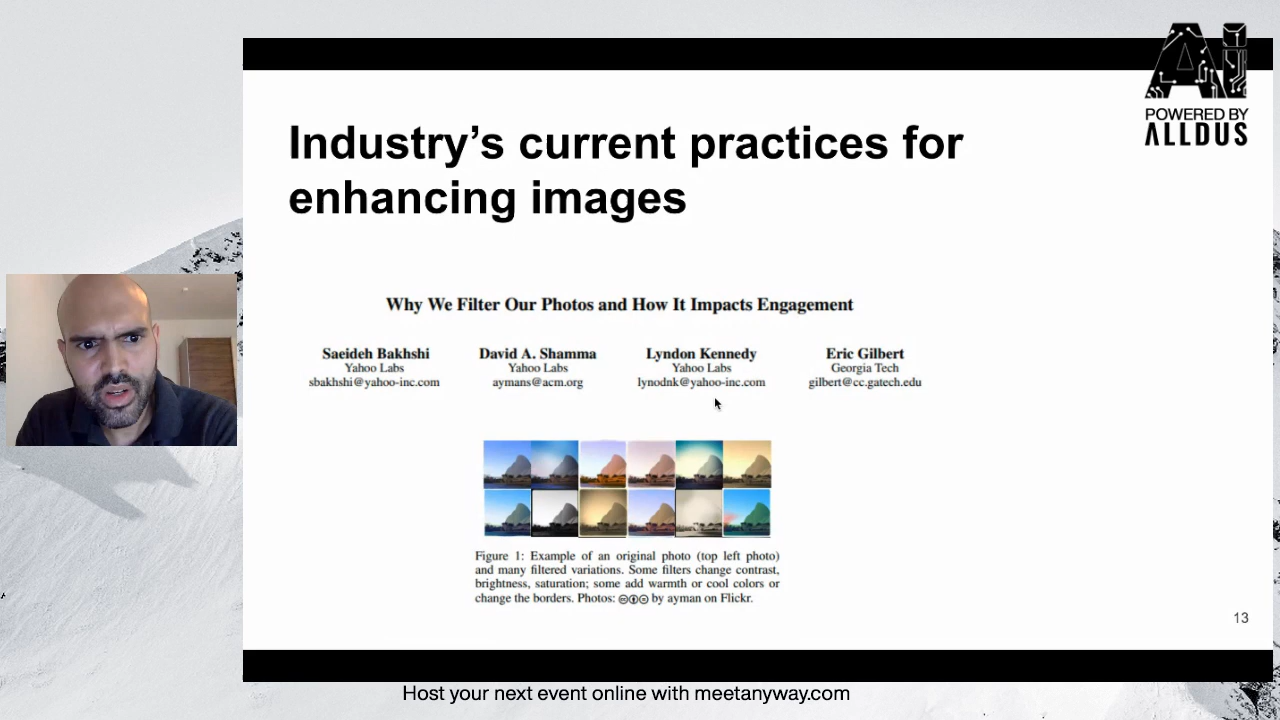 AI
POWERED BY
ALLDUS
Industry's current practices for
enhancing images
Why We Filter Our Photos and How It Impacts Engagement
Saeideh Bakhshi
Yahoo Labs
sbakhshi@yahoo-inc.com
David A. Shamma
Yahoo Labs
aymans@acm.org
Lyndon Kennedy
Yahoo Labs
lynodnk@yahoo-inc.com
Eric Gilbert
Georgia Tech
gilbert@cc.gatech.edu
Figure 1: Example of an original photo (top left photo)
and many filtered variations. Some filters change contrast,
brightness, saturation; some add warmth or cool colors or
change the borders. Photos: by ayman on Flickr.
13
Host your next event online with meetanyway.com